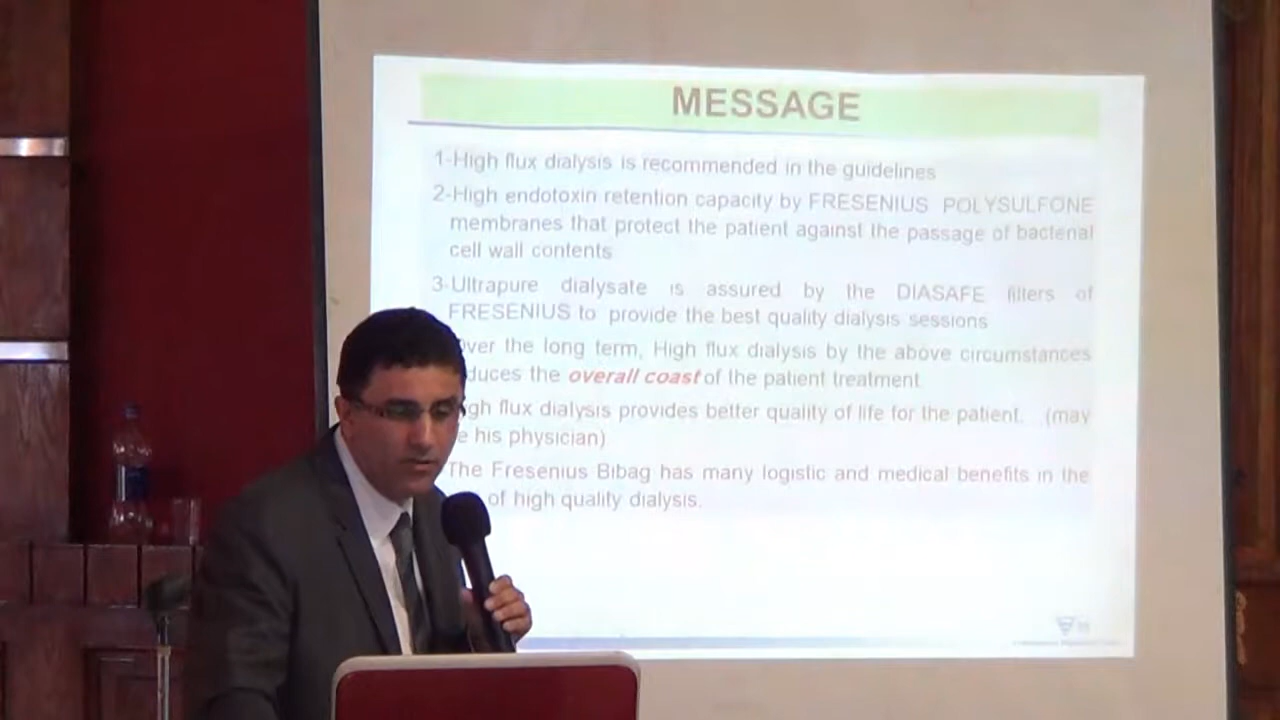 MESSAGE
1-High flux dialysis is recommended in the guidelines
2-High endotoxin retention capacity by FRESENIUS POLYSULFONE
membranes that protect the patient against the passage of bacterial
cell wall contents
3-Ultrapure dialysate is assured by the DIASAFE filters of
FRESENIUS to provide the best quality dialysis sessions
over the long term, High flux dialysis by the above circumstances
duces the overall coast of the patient treatment
gh flux dialysis provides better quality of life for the patient. (may
e his physician)
The Fresenius Bibag has many logistic and medical benefits in the
of high quality dialysis.